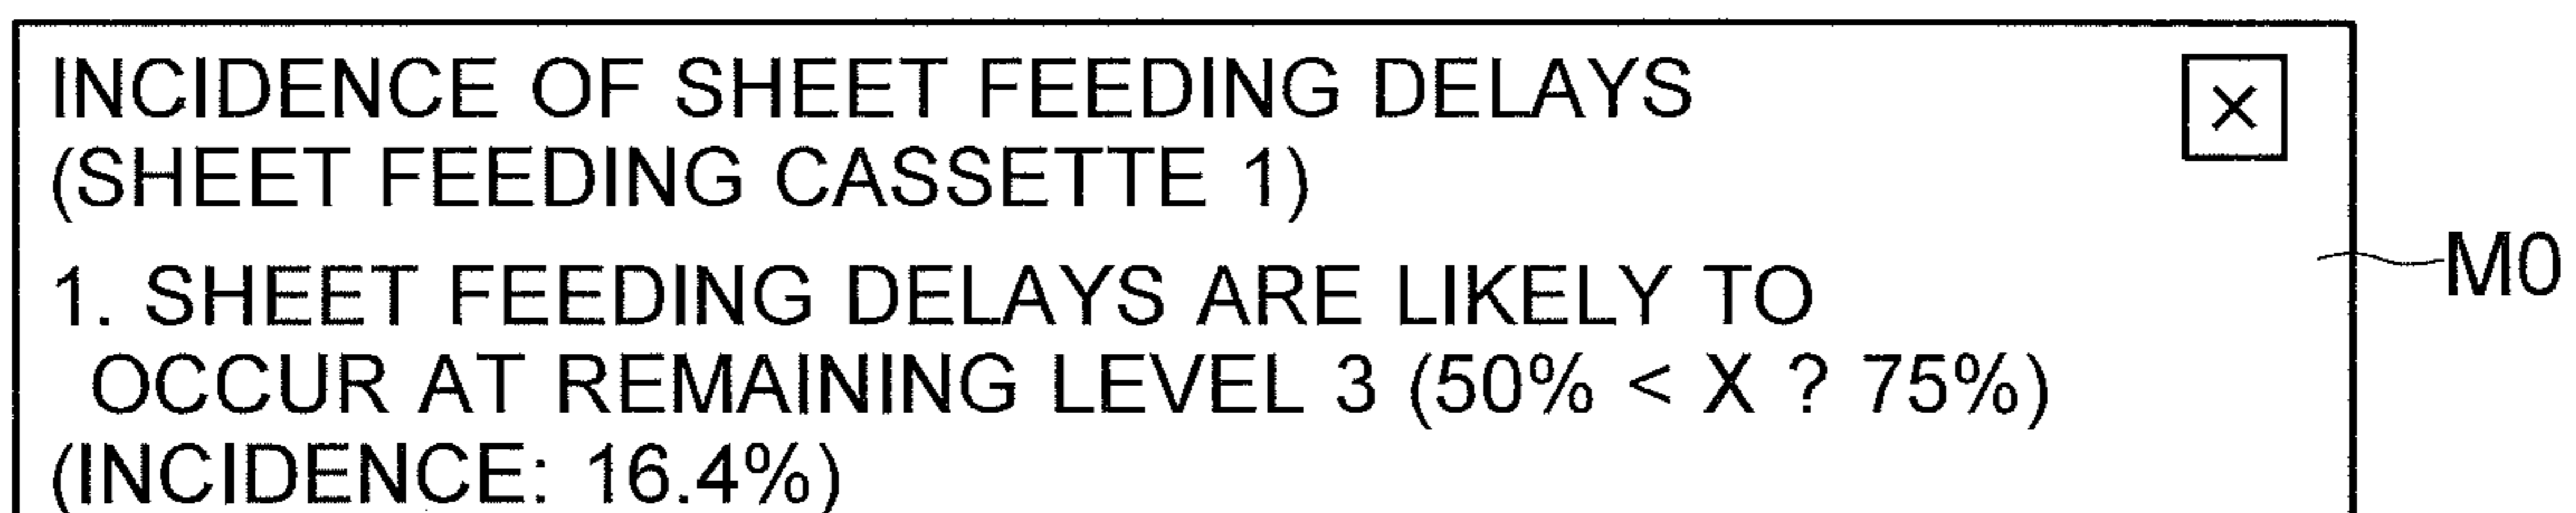 INCIDENCE OF SHEET FEEDING DELAYS
(SHEET FEEDING CASSETTE 1)
×
1. SHEET FEEDING DELAYS ARE LIKELY TO
OCCUR AT REMAINING LEVEL 3 (50% < X ? 75%)
(INCIDENCE: 16.4%)
M0